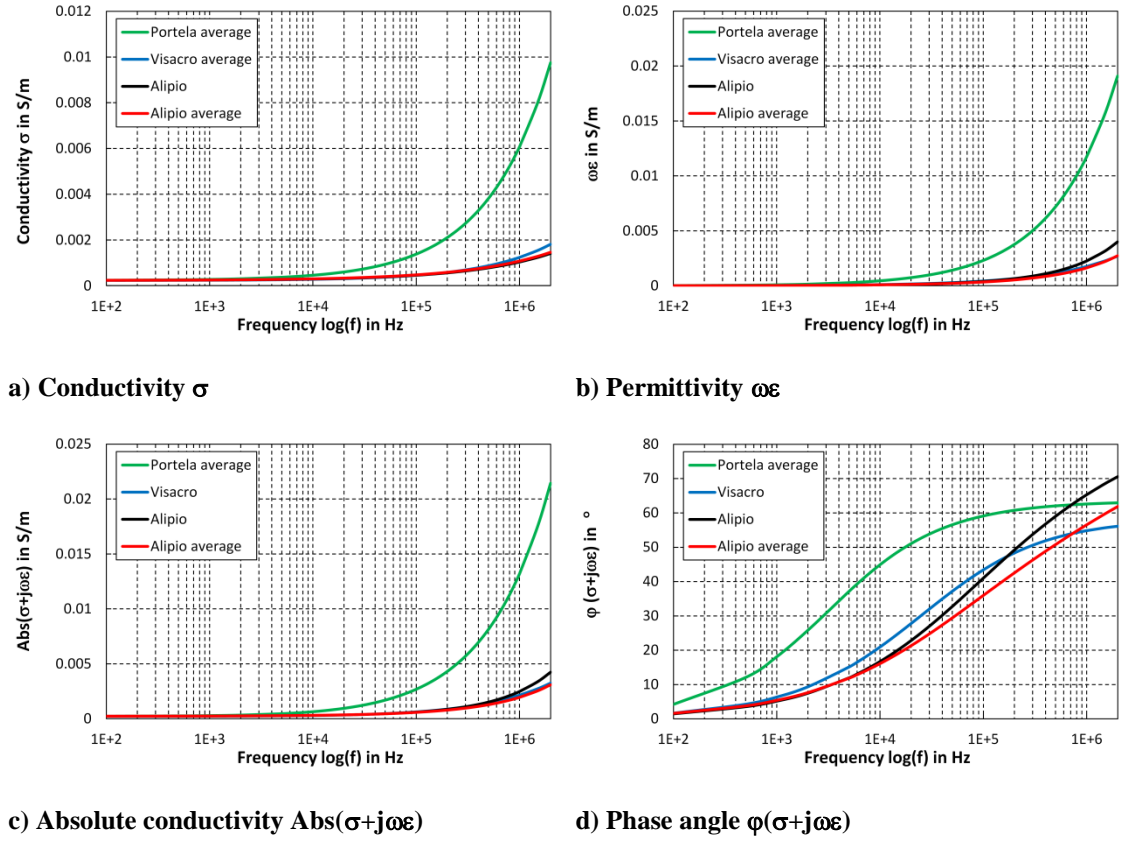 0.012
0.01
0.008
0.006
0.004
0.002
0
Conductivity σ in S/m
Portela average
Visacro average
Alipio
Alipio average
1E+2 1E+3 1E+4 1E+5 1E+6
Frequency log(f) in Hz
a) Conductivity σ
0.025
0.02
0.015
0.01
0.005
0
ωε in S/m
Portela average
Visacro average
Alipio
Alipio average
1E+2 1E+3 1E+4 1E+5 1E+6
Frequency log(f) in Hz
b) Permittivity ωε
0.025
0.02
0.015
0.01
0.005
0
Abs(σ+jωε) in S/m
Portela average
Visacro
Alipio
Alipio average
1E+2 1E+3 1E+4 1E+5 1E+6
Frequency log(f) in Hz
c) Absolute conductivity Abs(σ+jωε)
80
70
60
50
40
30
20
10
0
φ (σ+jωε) in °
Portela average
Visacro
Alipio
Alipio average
1E+2 1E+3 1E+4 1E+5 1E+6
Frequency log(f) in Hz
d) Phase angle φ(σ+jωε)